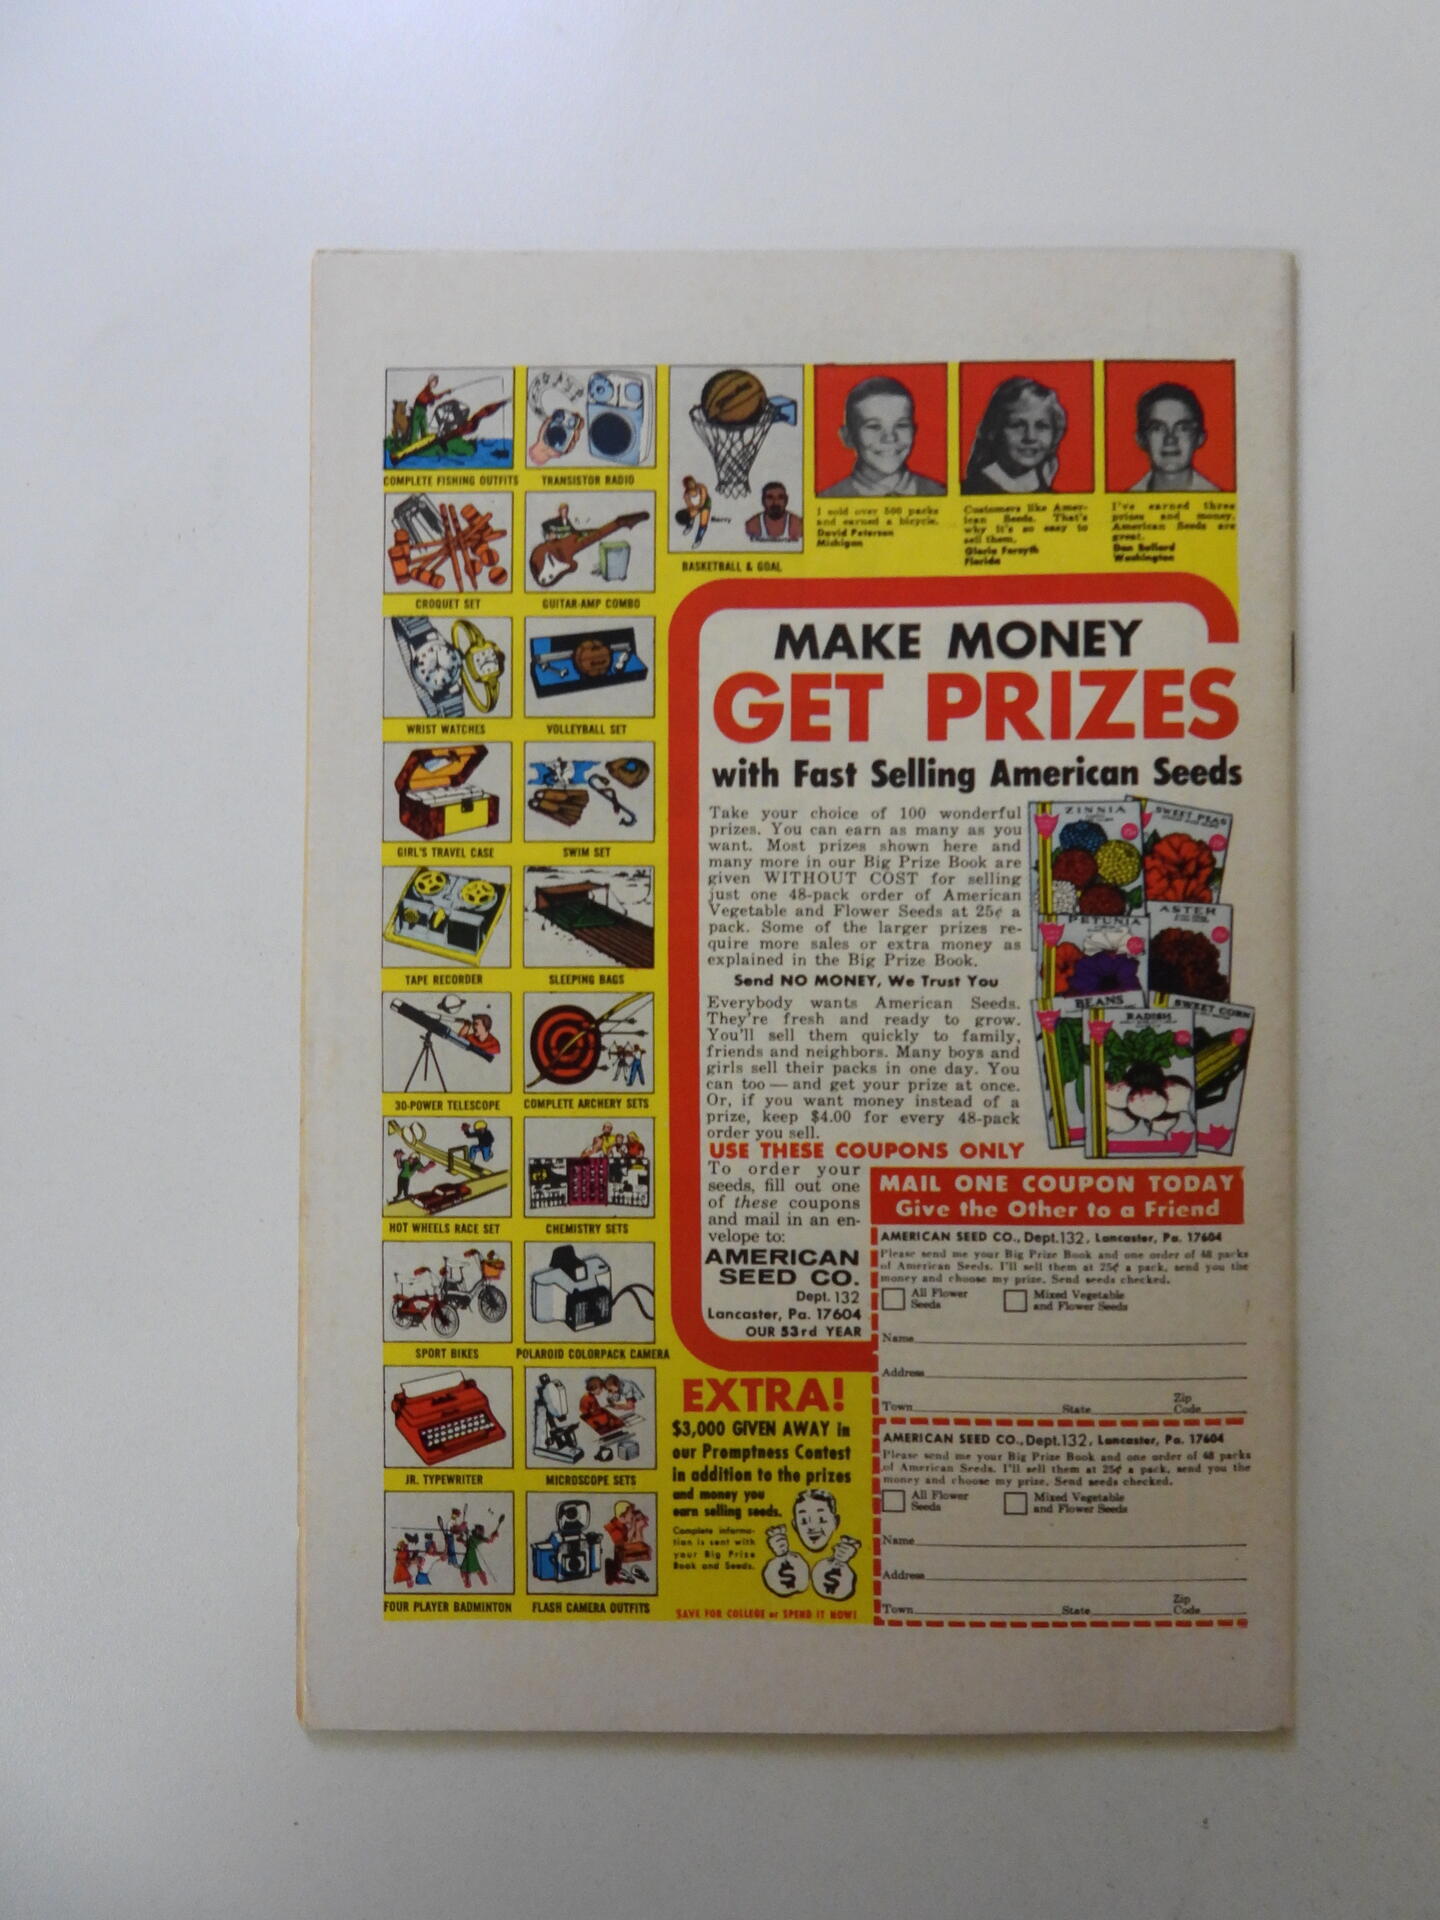 COMPLETE FISHING OUTFITS
TRANSISTOR RADIO
CROQUET SET
GUITAR-AMP COMBO
WRIST WATCHES
VOLLEYBALL SET
GIRL'S TRAVEL CASE
SWIM SET
TAPE RECORDER
SLEEPING BAGS
30-POWER TELESCOPE
COMPLETE ARCHERY SETS
HOT WHEELS RACE SET
CHEMISTRY SETS
SPORT BIKES
POLAROID COLORPACK CAMERA
JR. TYPEWRITER
MICROSCOPE SETS
FOUR PLAYER BADMINTON
FLASH CAMERA OUTFITS
Barry
BASKETBALL & GOAL
I sold over 500 packs
and earned a bicycle.
David Peterson
Michigan
Customers like Amer-
ican Seeds. That's
why it's so easy to
sell them.
Gloria Forsyth
Florida
I've earned three
prizes and money.
American Seeds are
great.
Dan Bollard
Washington
MAKE MONEY
GET PRIZES
with Fast Selling American Seeds
Take your choice of 100 wonderful
prizes. You can earn as many as you
want. Most prizes shown here and
many more in our Big Prize Book are
given WITHOUT COST for selling
just one 48-pack order of American
Vegetable and Flower Seeds at 25¢ a
pack. Some of the larger prizes re-
quire more sales or extra money as
explained in the Big Prize Book.
Send NO MONEY, We Trust You
Everybody wants American Seeds.
They're fresh and ready to grow.
You'll sell them quickly to family,
friends and neighbors. Many boys and
girls sell their packs in one day. You
can too — and get your prize at once.
Or, if you want money instead of a
prize, keep $4.00 for every 48-pack
order you sell.
ZINNIA
SWEET PEAS
PETUNIA
ASTER
BEANS
RADISH
SWEET CORN
USE THESE COUPONS ONLY
To order your
seeds, fill out one
of these coupons
and mail in an en-
velope to:
AMERICAN
SEED CO.
Dept. 132
Lancaster, Pa. 17604
OUR 53rd YEAR
MAIL ONE COUPON TODAY
Give the Other to a Friend
AMERICAN SEED CO., Dept. 132, Lancaster, Pa. 17604
Please send me your Big Prize Book and one order of 48 packs
of American Seeds. I'll sell them at 25¢ a pack, send you the
money and choose my prize. Send seeds checked.
All Flower
Seeds
Mixed Vegetable
and Flower Seeds
Name
Address
Town State Zip Code
AMERICAN SEED CO., Dept. 132, Lancaster, Pa. 17604
Please send me your Big Prize Book and one order of 48 packs
of American Seeds. I'll sell them at 25¢ a pack, send you the
money and choose my prize. Send seeds checked.
All Flower
Seeds
Mixed Vegetable
and Flower Seeds
Name
Address
Town State Zip Code
EXTRA!
$3,000 GIVEN AWAY in
our Promptness Contest
in addition to the prizes
and money you
earn selling seeds.
Complete informa-
tion is sent with
your Big Prize
Book and Seeds.
$ $
SAVE FOR COLLEGE or SPEND IT NOW!